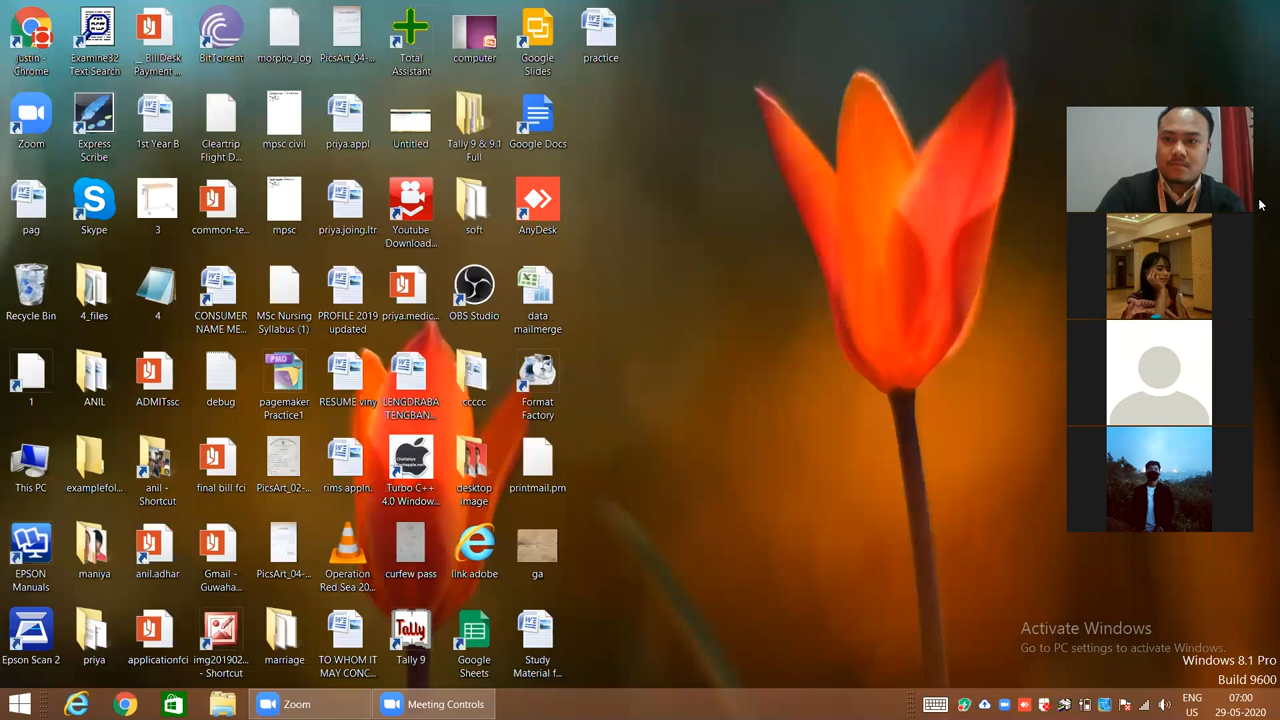 justin -
Chrome
Examine32
Text Search
__ BillDesk
Payment ...
BitTorrent
morpho_log
PicsArt_04-...
Total
Assistant
computer
Google
Slides
practice
Zoom
Express
Scribe
1st Year B
Cleartrip
Flight D...
mpsc civil
priya.appl
Untitled
Tally 9 & 9.1
Full
Google Docs
pag
Skype
3
common-te...
mpsc
priya.joing.ltr
Youtube
Download...
soft
AnyDesk
Recycle Bin
4_files
4
CONSUMER
NAME ME...
MSc Nursing
Syllabus (1)
PROFILE 2019
updated
priya.medic...
OBS Studio
data
mailmerge
1
ANIL
ADMITssc
debug
PMD
pagemaker
Practice1
RESUME viny
LENGDRABA
TENGBAN...
ccccc
Format
Factory
This PC
examplefol...
anil -
Shortcut
final bill fci
PicsArt_02-...
rims appln.
Turbo C++
4.0 Window...
desktop
image
printmail.prn
EPSON
Manuals
maniya
anil.adhar
Gmail -
Guwaha...
PicsArt_04-...
Operation
Red Sea 20...
curfew pass
link adobe
ga
Epson Scan 2
priya
applicationfci
img201902...
- Shortcut
marriage
TO WHOM IT
MAY CONC...
Tally
Tally 9
Google
Sheets
Study
Material f...
Activate Windows
Go to PC settings to activate Windows.
Windows 8.1 Pro
Build 9600
Zoom
Meeting Controls
ENG
US
07:00
29-05-2020